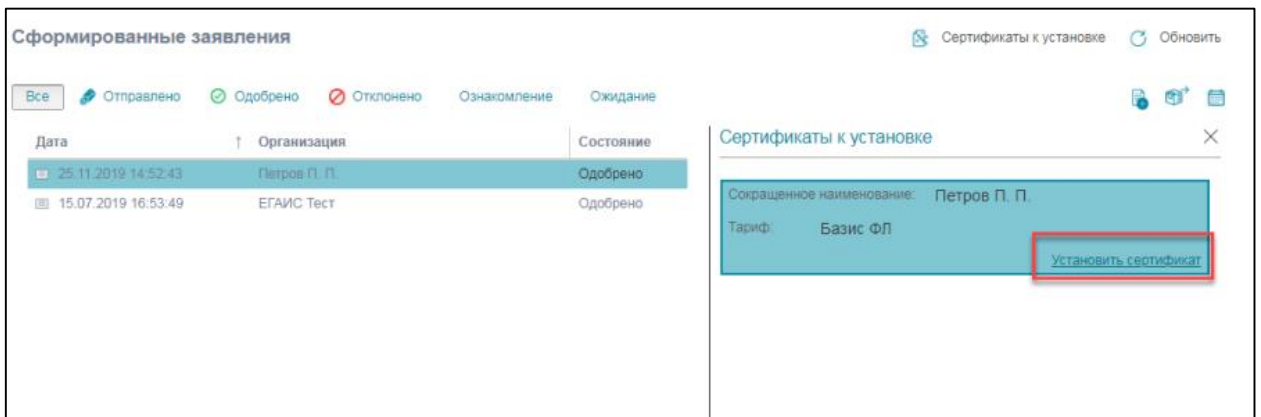 Сформированные заявления
Сертификаты к установке
Обновить
Все
Отправлено
Одобрено
Отклонено
Ознакомление
Ожидание
Дата ↑ Организация Состояние
25.11.2019 14:52:43 Петров П. П. Одобрено
15.07.2019 16:53:49 ЕГАИС Тест Одобрено
Сертификаты к установке
Сокращенное наименование: Петров П. П.
Тариф: Базис ФЛ
Установить сертификат